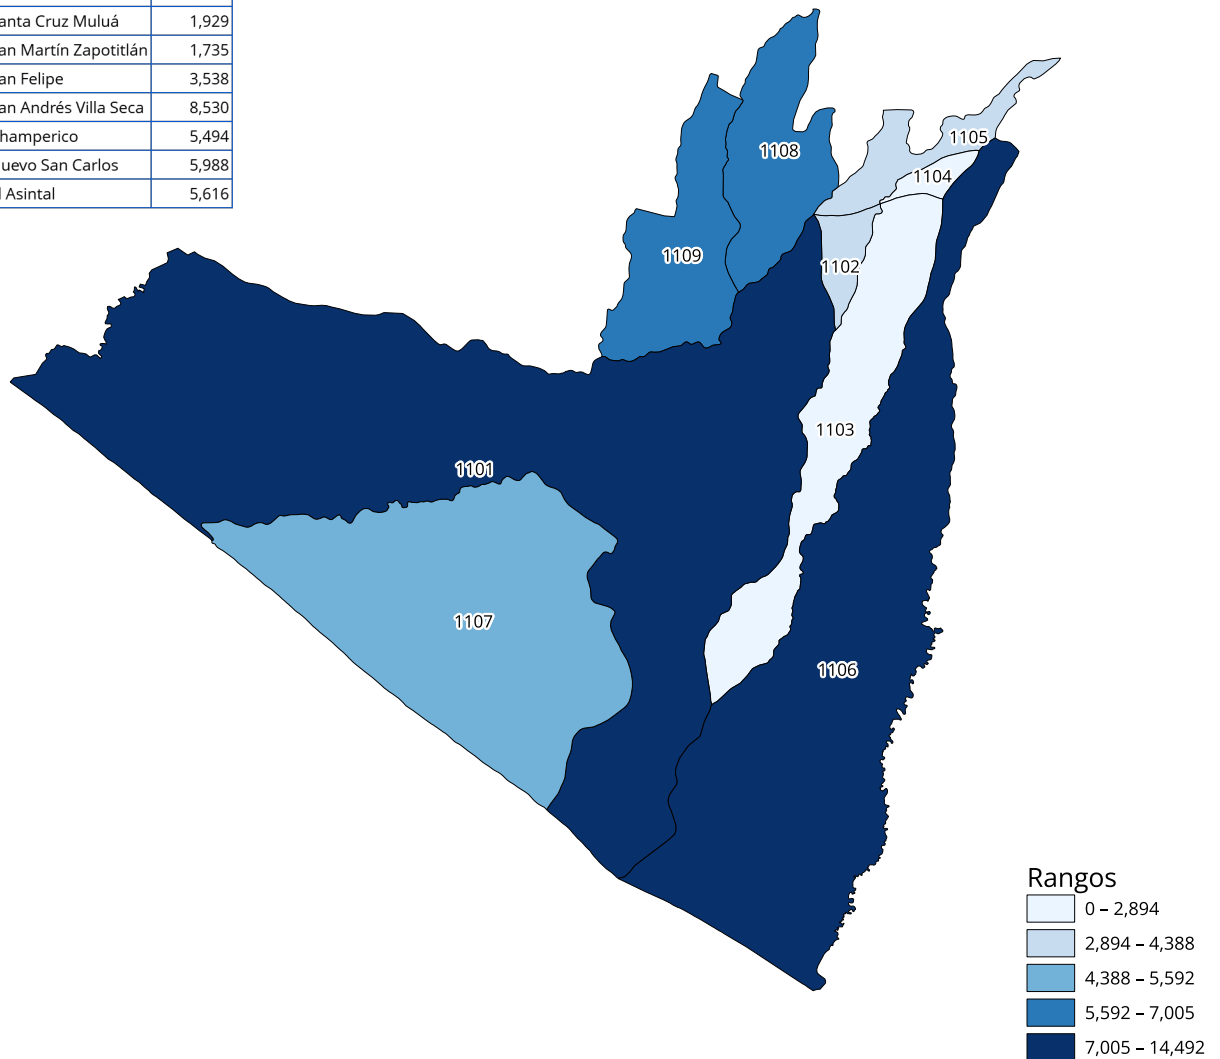 anta Cruz Muluá 1,929
an Martín Zapotitlán 1,735
an Felipe 3,538
an Andrés Villa Seca 8,530
hamperico 5,494
uevo San Carlos 5,988
l Asintal 5,616
1108
1105
1104
1109
1102
1103
1101
1107
1106
Rangos
0 – 2,894
2,894 – 4,388
4,388 – 5,592
5,592 – 7,005
7,005 – 14,492